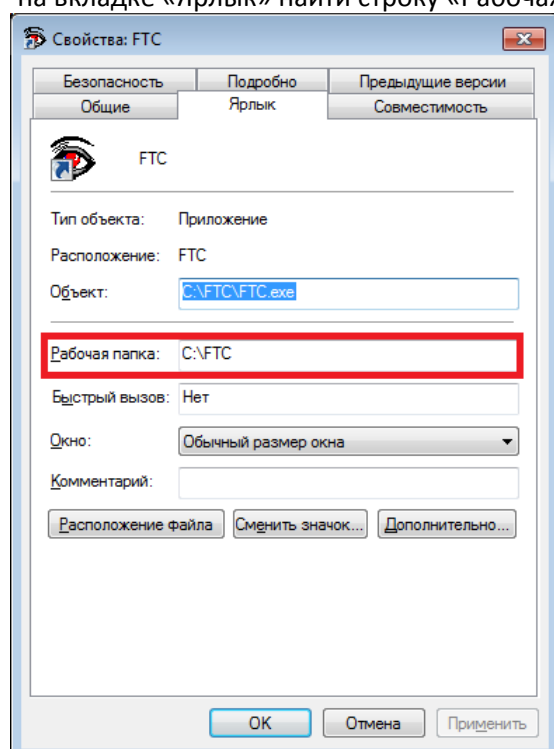 на вкладке «Ярлык» найти строку «Рабочая
Свойства: FTC
Безопасность Подробно Предыдущие версии
Общие Ярлык Совместимость
FTC
Тип объекта: Приложение
Расположение: FTC
Объект: C:\FTC\FTC.exe
Рабочая папка: C:\FTC
Быстрый вызов: Нет
Окно: Обычный размер окна
Комментарий:
Расположение файла Сменить значок... Дополнительно...
OK Отмена Применить